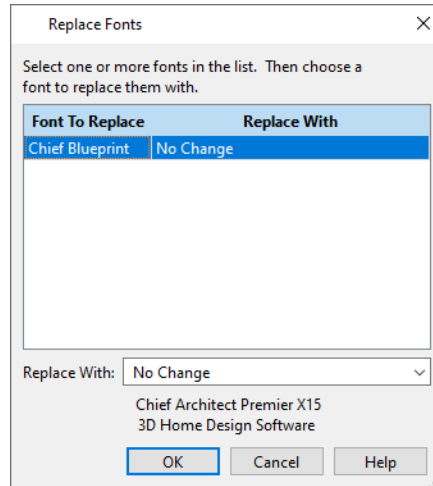 Replace Fonts
Select one or more fonts in the list.  Then choose a
font to replace them with.
Font To Replace Replace With
Chief Blueprint No Change
Replace With: No Change
Chief Architect Premier X15
3D Home Design Software
OK Cancel Help